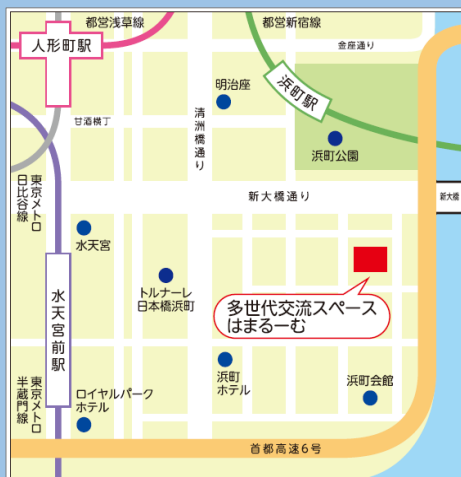 都営浅草線
都営新宿線
人形町駅
金座通り
明治座
浜町駅
甘酒横丁
清洲橋通り
浜町公園
東京メトロ
日比谷線
新大橋通り
新大橋
水天宮
トルナーレ
日本橋浜町
多世代交流スペース
はまるーむ
水天宮前駅
浜町
ホテル
浜町会館
東京メトロ
半蔵門線
ロイヤルパーク
ホテル
首都高速6号